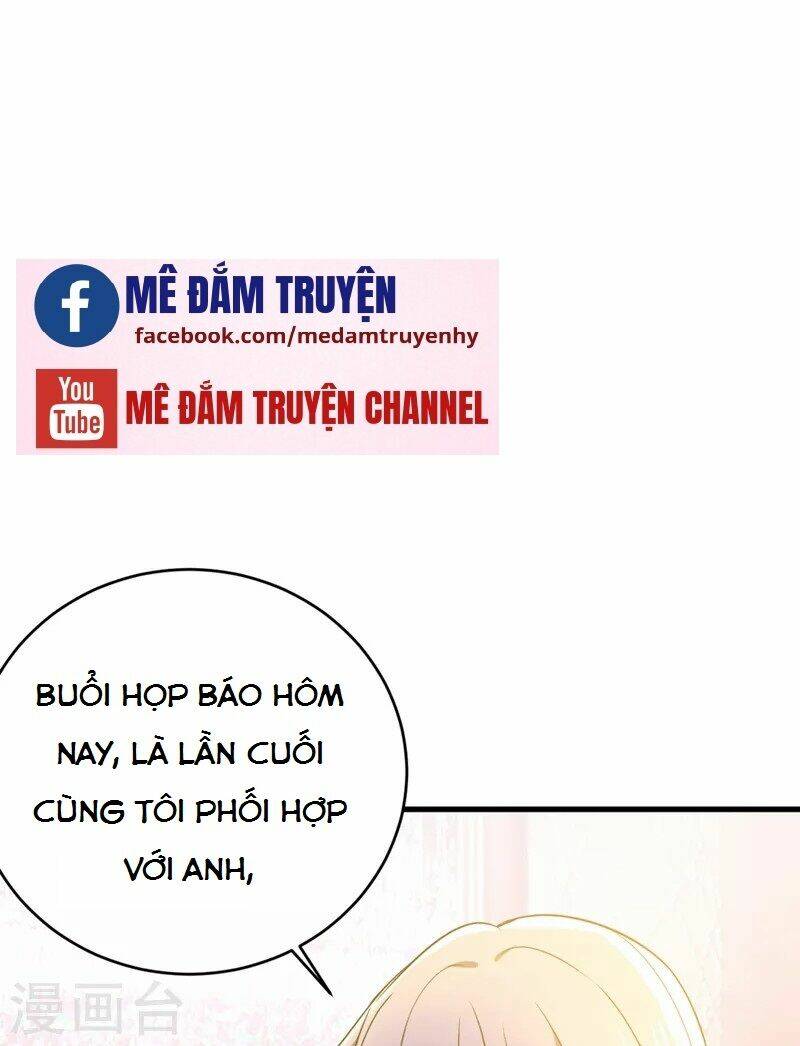 MÊ ĐẮM TRUYỆN
facebook.com/medamtruyenhy
You
Tube
MÊ ĐẮM TRUYỆN CHANNEL
BUỔI HỌP BÁO HÔM
NAY, LÀ LẦN CUỐI
CÙNG TÔI PHỐI HỢP
VỚI ANH,
漫画台